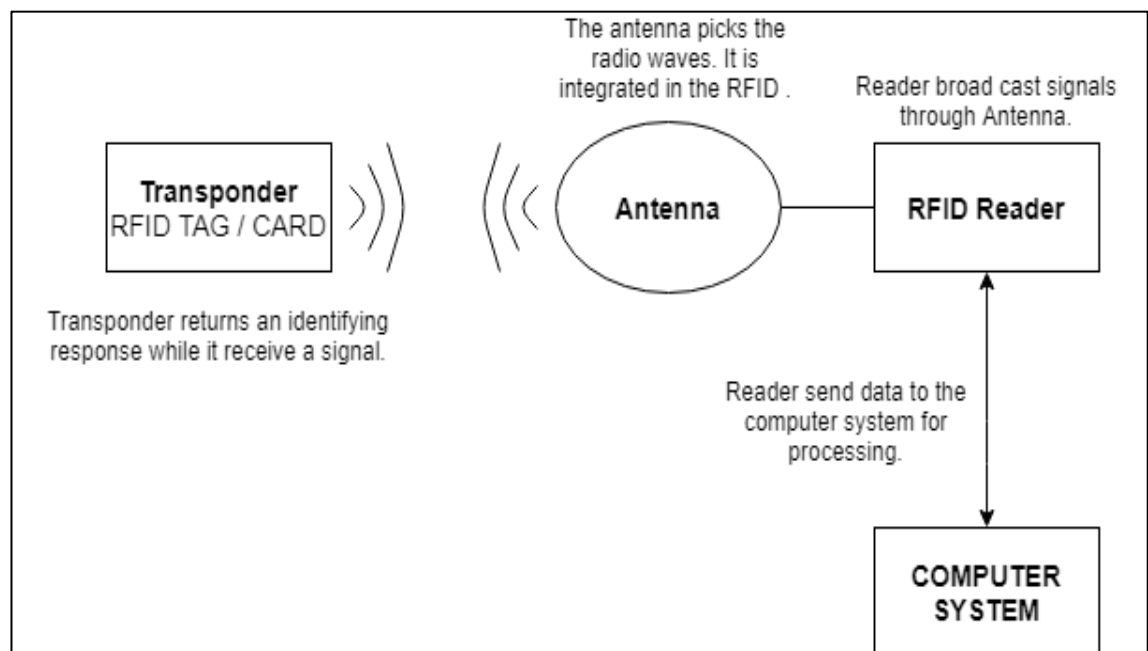 The antenna picks the
radio waves. It is
integrated in the RFID .
Reader broad cast signals
through Antenna.
Transponder
RFID TAG / CARD
Antenna
RFID Reader
Transponder returns an identifying
response while it receive a signal.
Reader send data to the
computer system for
processing.
COMPUTER
SYSTEM